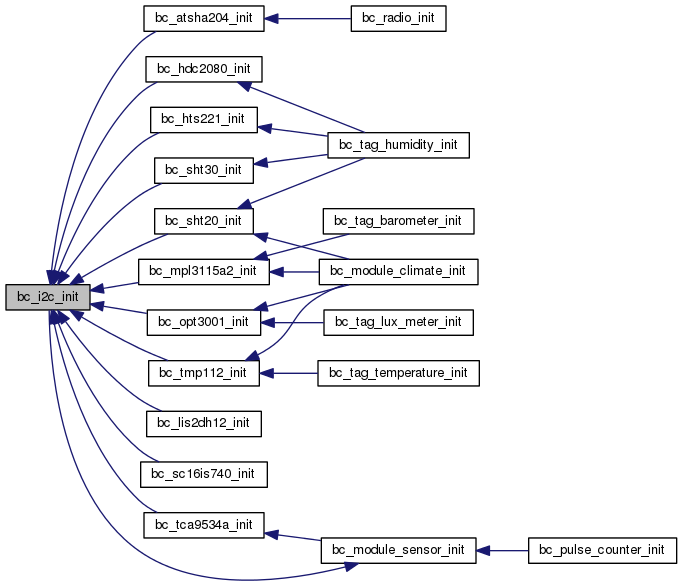 bc_atsha204_init
bc_radio_init
bc_hdc2080_init
bc_hts221_init
bc_tag_humidity_init
bc_sht30_init
bc_sht20_init
bc_tag_barometer_init
bc_mpl3115a2_init
bc_module_climate_init
bc_i2c_init
bc_opt3001_init
bc_tag_lux_meter_init
bc_tmp112_init
bc_tag_temperature_init
bc_lis2dh12_init
bc_sc16is740_init
bc_tca9534a_init
bc_module_sensor_init
bc_pulse_counter_init